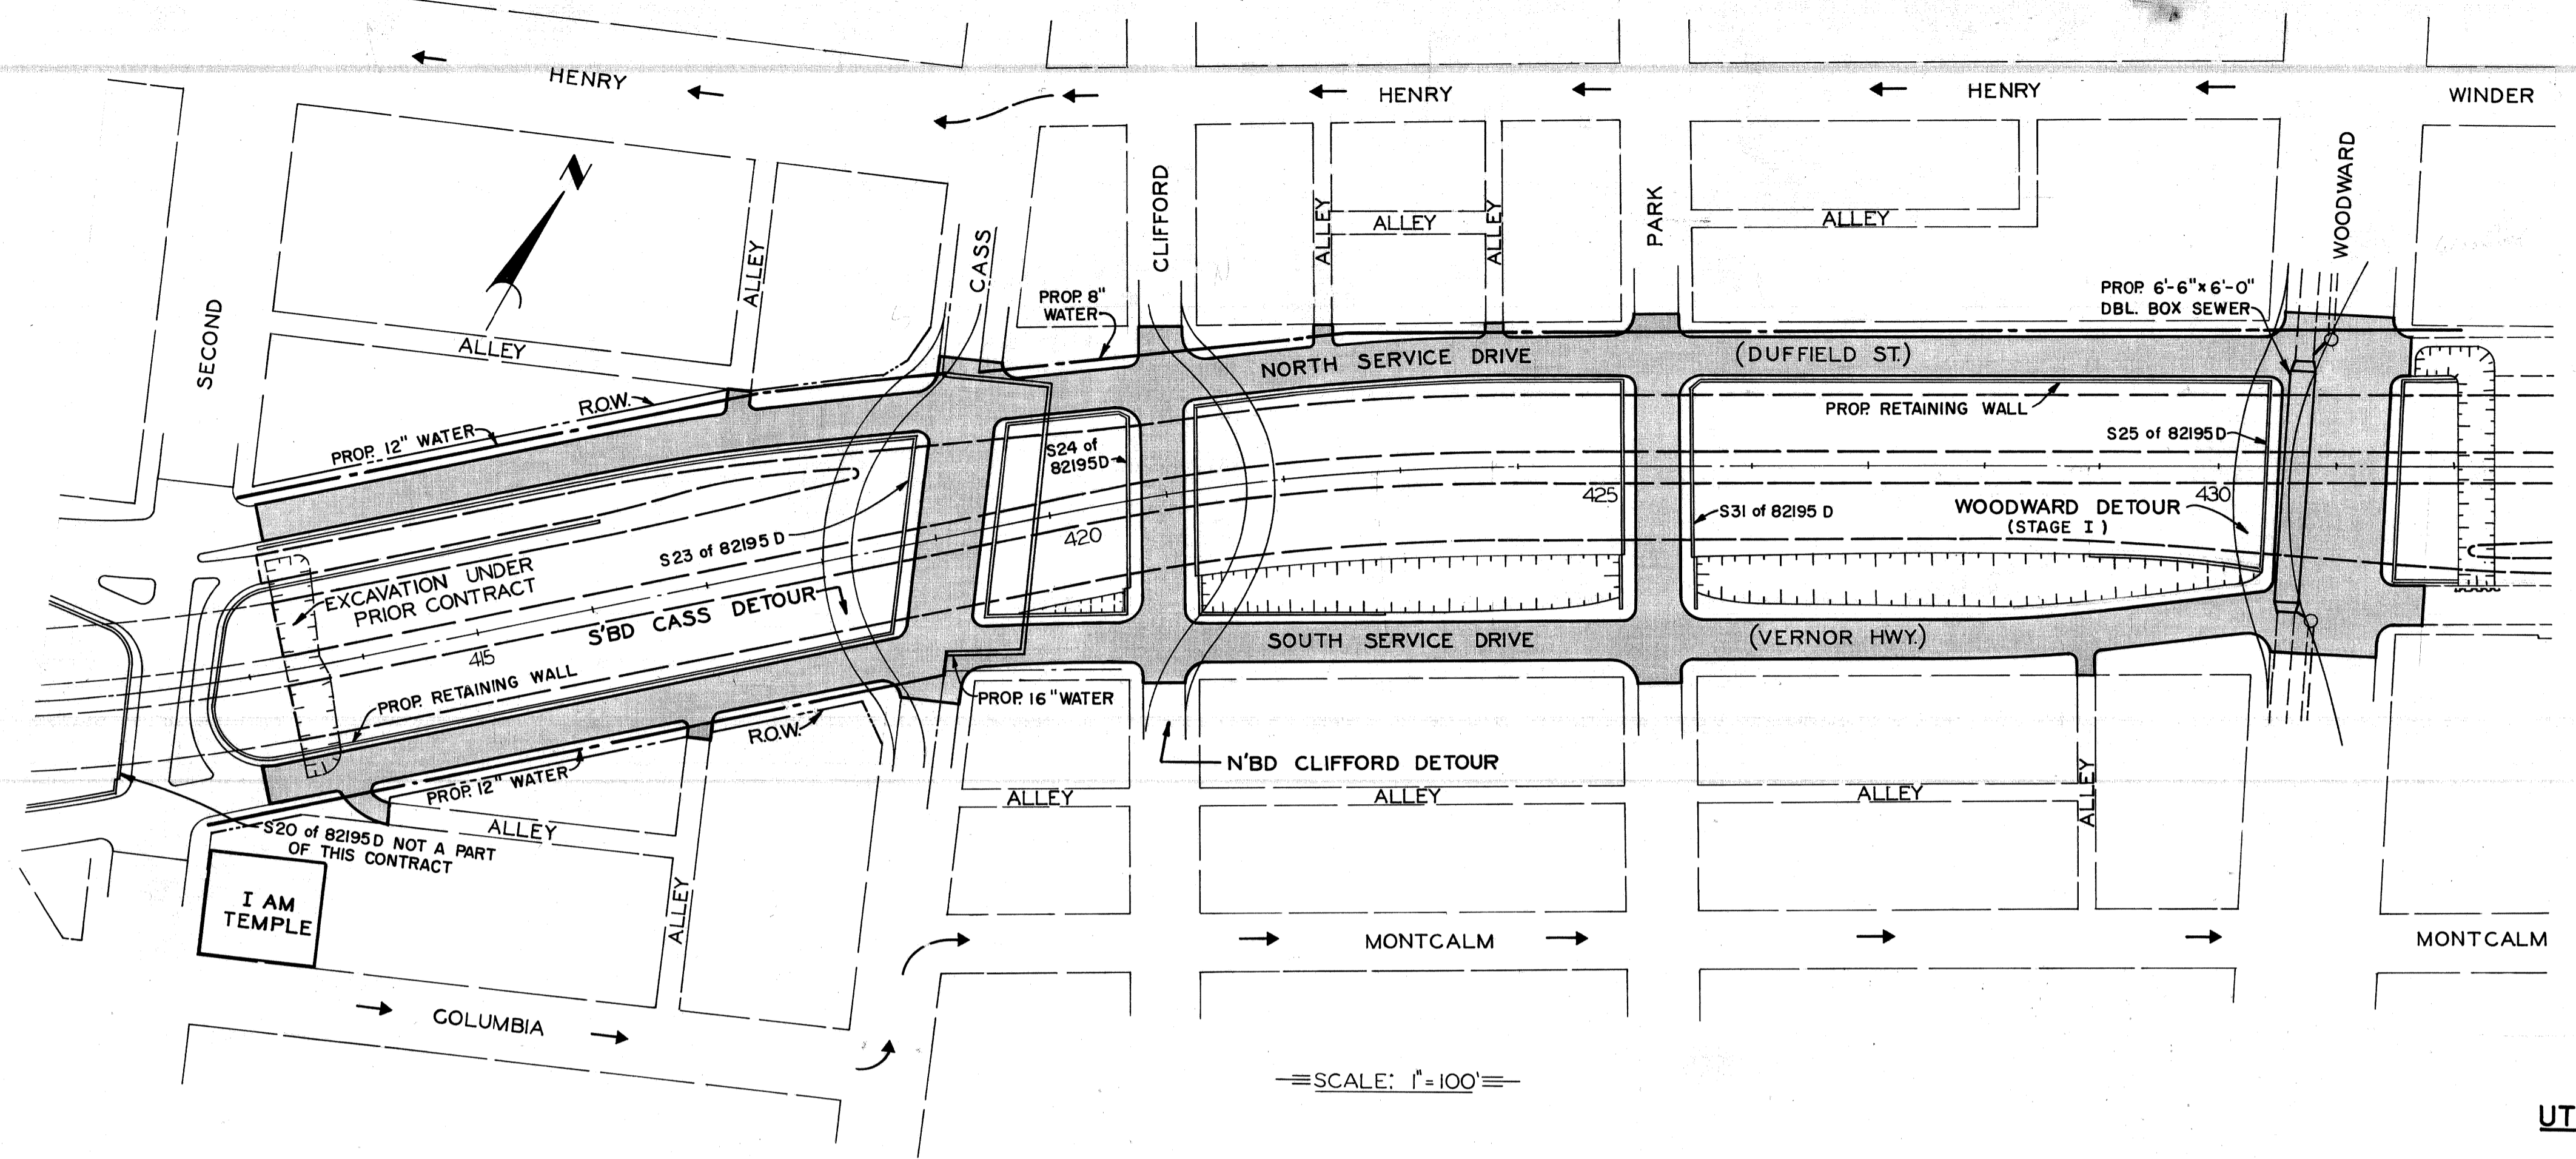 HENRY
HENRY
HENRY
WINDER
N
SECOND
ALLEY
ALLEY
CASS
CLIFFORD
ALLEY
ALLEY
ALLEY
PARK
ALLEY
WOODWARD
PROP. 8"
WATER
PROP. 6'-6" x 6'-0"
DBL. BOX SEWER
NORTH SERVICE DRIVE
(DUFFIELD ST.)
R.O.W.
PROP. 12" WATER
PROP. RETAINING WALL
S24 of
82195D
S25 of 82195D
425
430
WOODWARD DETOUR
(STAGE I)
S31 of 82195 D
S23 of 82195 D
420
EXCAVATION UNDER
PRIOR CONTRACT
S'BD CASS DETOUR
415
SOUTH SERVICE DRIVE
(VERNOR HWY.)
PROP. RETAINING WALL
PROP. 16" WATER
R.O.W.
N'BD CLIFFORD DETOUR
PROP. 12" WATER
ALLEY
ALLEY
ALLEY
ALLEY
ALLEY
S20 of 82195D NOT A PART
OF THIS CONTRACT
I AM
TEMPLE
ALLEY
MONTCALM
MONTCALM
COLUMBIA
SCALE: 1" = 100'
UT